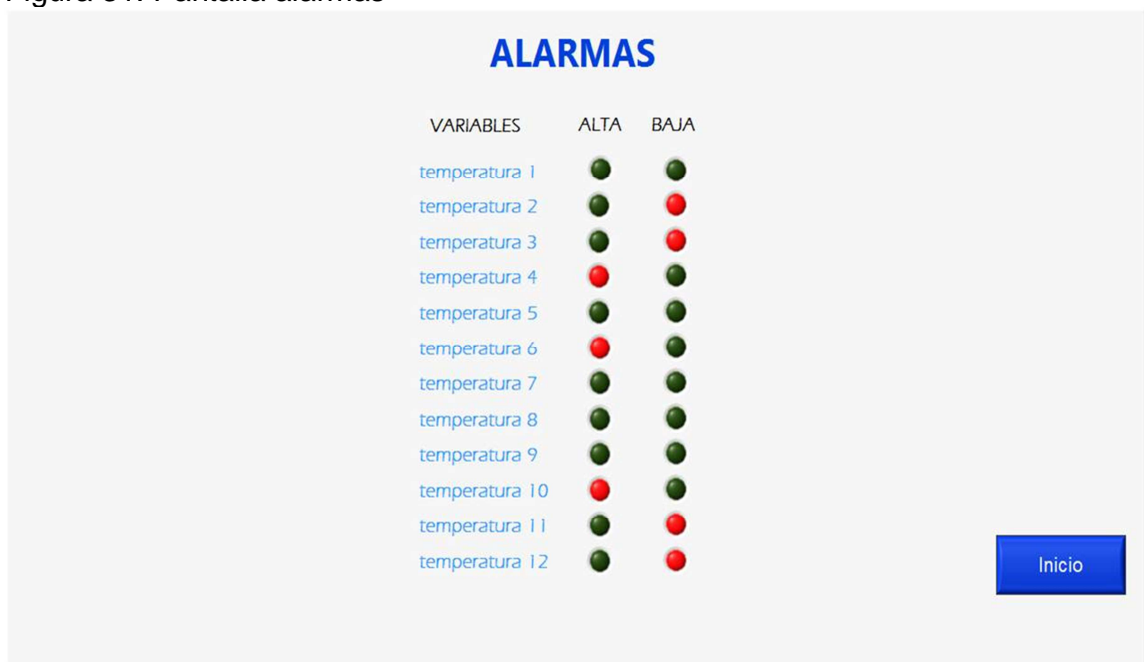 ALARMAS
VARIABLES ALTA BAJA
temperatura 1
temperatura 2
temperatura 3
temperatura 4
temperatura 5
temperatura 6
temperatura 7
temperatura 8
temperatura 9
temperatura 10
temperatura 11
temperatura 12
Inicio